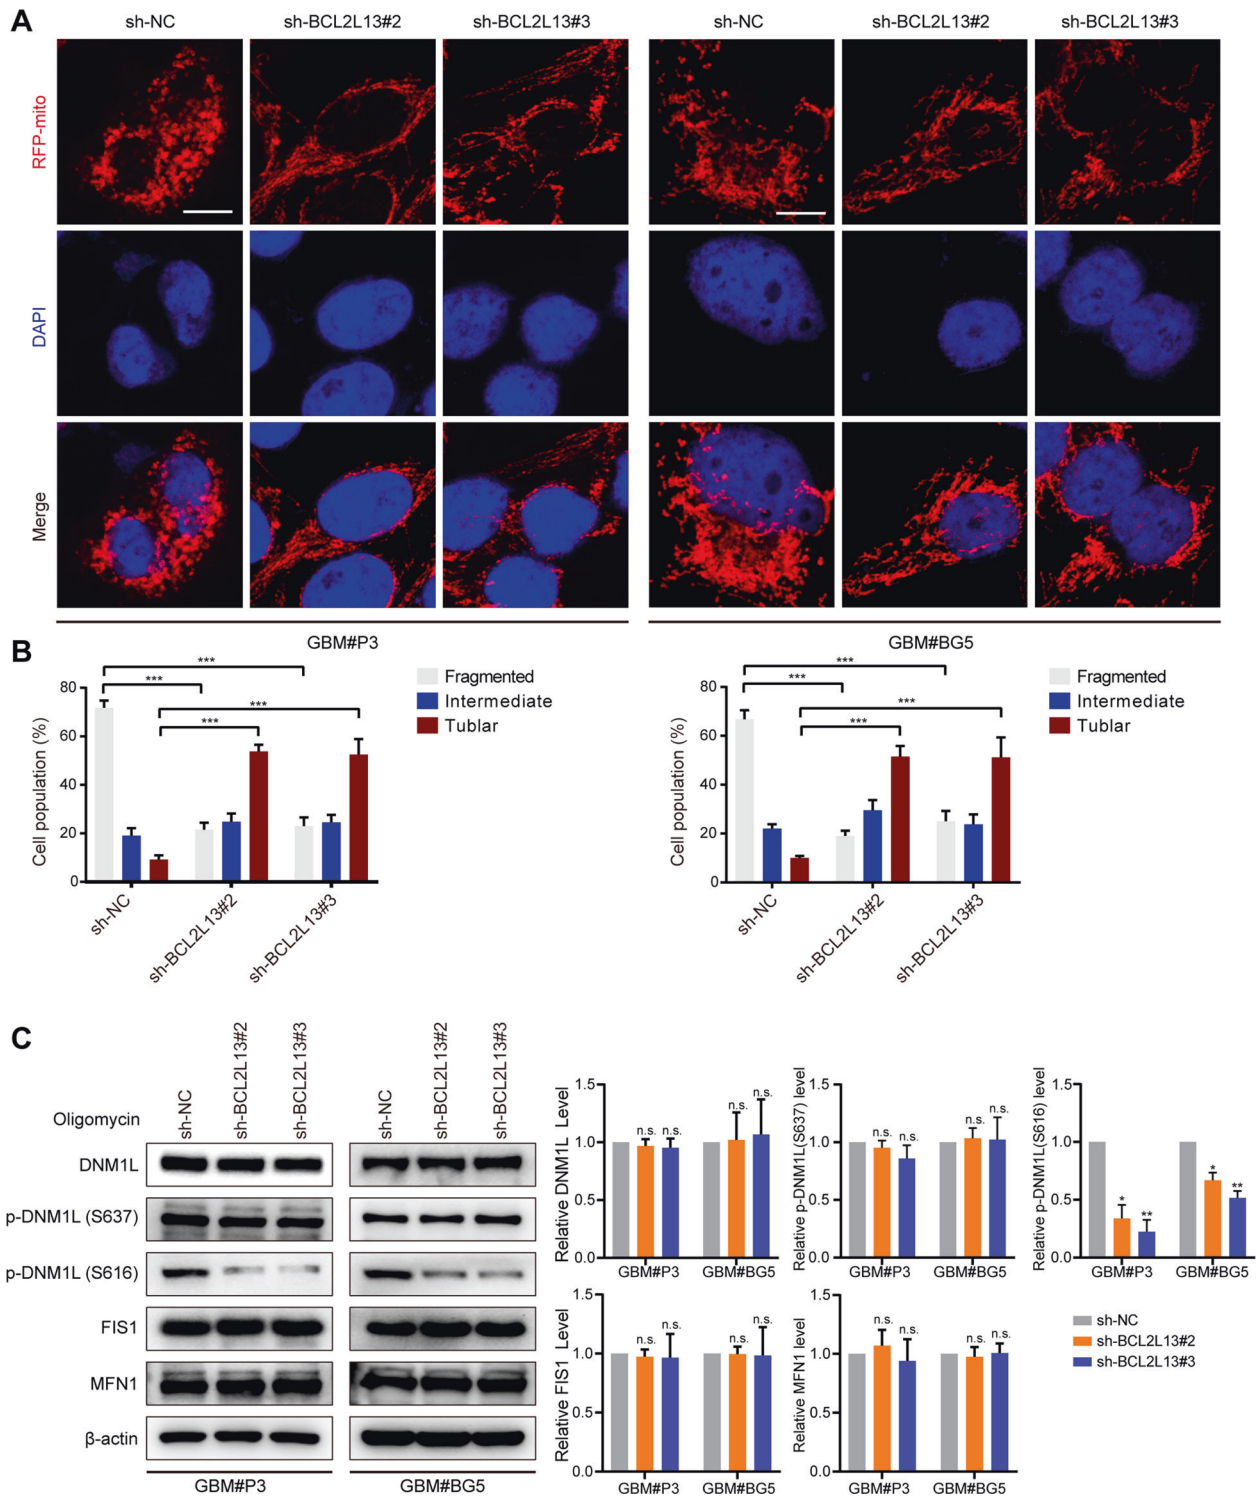 A
sh-NC
sh-BCL2L13#2
sh-BCL2L13#3
sh-NC
sh-BCL2L13#2
sh-BCL2L13#3
RFP-mito
DAPI
Merge
GBM#P3
GBM#BG5
B
Cell population (%)
80
60
40
20
0
***
***
***
***
sh-NC
sh-BCL2L13#2
sh-BCL2L13#3
Fragmented
Intermediate
Tublar
Cell population (%)
80
60
40
20
0
***
***
***
***
sh-NC
sh-BCL2L13#2
sh-BCL2L13#3
Fragmented
Intermediate
Tublar
C
Oligomycin
sh-NC
sh-BCL2L13#2
sh-BCL2L13#3
sh-NC
sh-BCL2L13#2
sh-BCL2L13#3
DNM1L
p-DNM1L (S637)
p-DNM1L (S616)
FIS1
MFN1
β-actin
GBM#P3
GBM#BG5
Relative DNM1L Level
1.5
1.0
0.5
0.0
n.s.
n.s.
n.s.
n.s.
GBM#P3
GBM#BG5
Relative p-DNM1L(S637) level
1.5
1.0
0.5
0.0
n.s.
n.s.
n.s.
n.s.
GBM#P3
GBM#BG5
Relative p-DNM1L(S616) level
1.5
1.0
0.5
0.0
*
**
*
**
GBM#P3
GBM#BG5
Relative FIS1 Level
1.5
1.0
0.5
0.0
n.s.
n.s.
n.s.
n.s.
GBM#P3
GBM#BG5
Relative MFN1 Level
1.5
1.0
0.5
0.0
n.s.
n.s.
n.s.
n.s.
GBM#P3
GBM#BG5
sh-NC
sh-BCL2L13#2
sh-BCL2L13#3